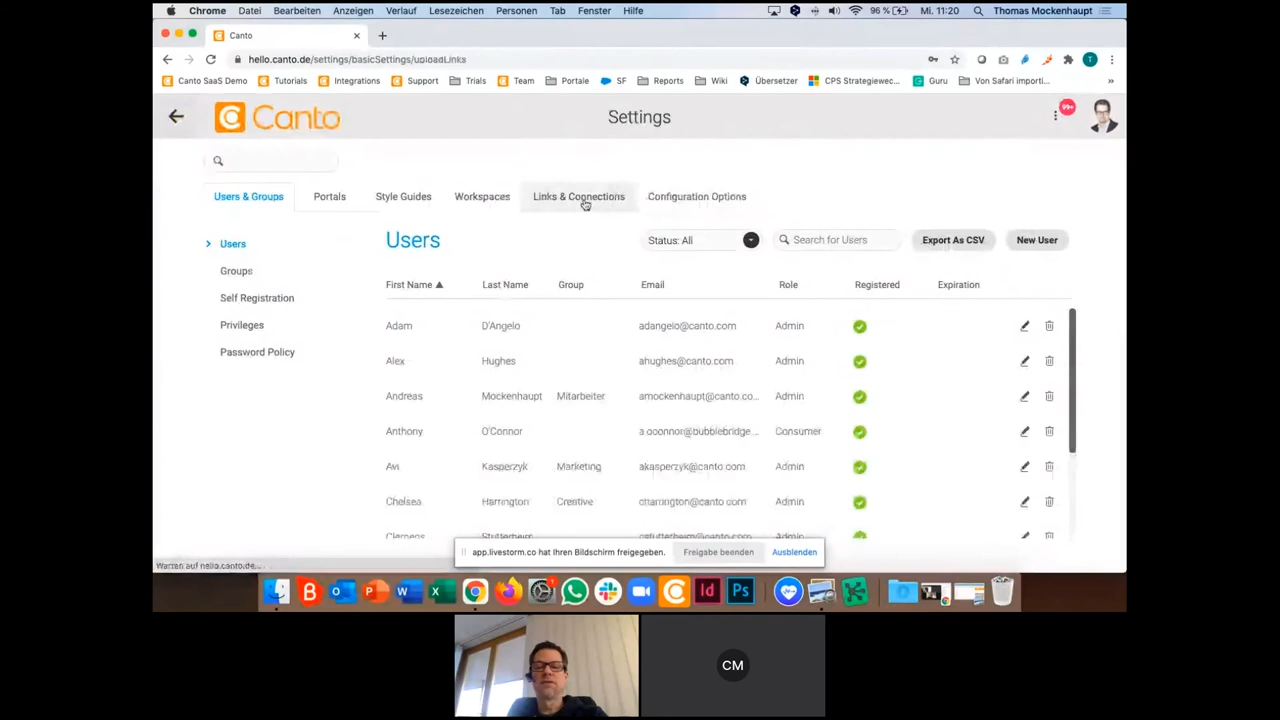 Chrome Datei Bearbeiten Anzeigen Verlauf Lesezeichen Personen Tab Fenster Hilfe 96 % Mi. 11:20 Thomas Mockenhaupt
Canto
hello.canto.de/settings/basicSettings/uploadLinks
Canto SaaS Demo Tutorials Integrations Support Trials Team Portale SF Reports Wiki Übersetzer CPS Strategiewec... Guru Von Safari importi...
Canto Settings 99+
Users & Groups Portals Style Guides Workspaces Links & Connections Configuration Options
Users
Groups
Self Registration
Privileges
Password Policy
Users Status: All Search for Users Export As CSV New User
First Name Last Name Group Email Role Registered Expiration
Adam D'Angelo adangelo@canto.com Admin
Alex Hughes ahughes@canto.com Admin
Andreas Mockenhaupt Mitarbeiter amockenhaupt@canto.co... Admin
Anthony O'Connor a.oconnor@bubblebridge... Consumer
Avi Kasperzyk Marketing akasperzyk@canto.com Admin
Chelsea Harrington Creative Admin
Clemens
app.livestorm.co hat Ihren Bildschirm freigegeben. Freigabe beenden Ausblenden
Warten auf hello.canto.de...
Id Ps
CM